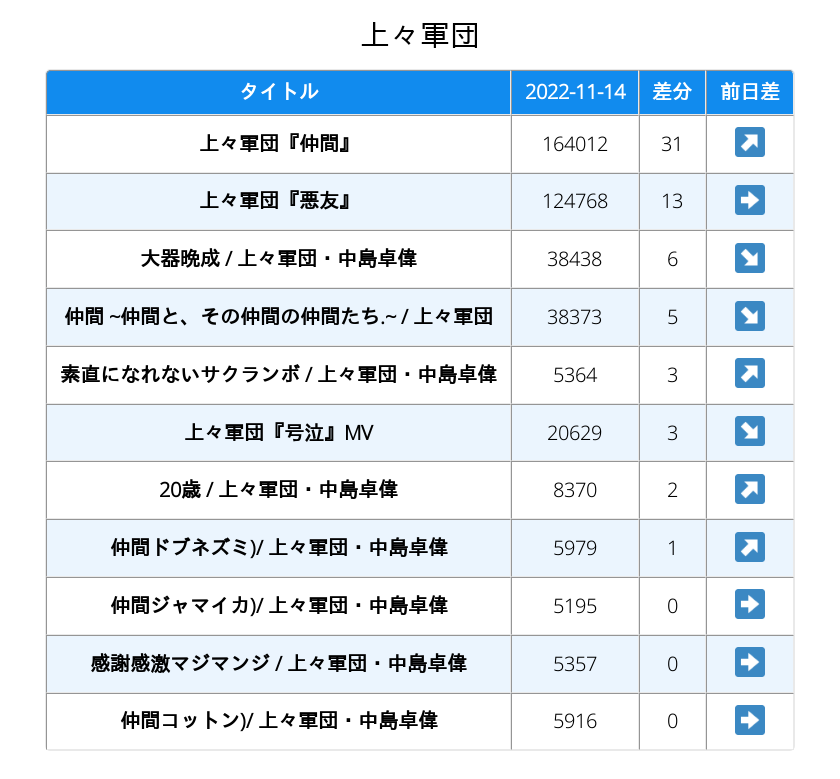 上々軍団
タイトル 2022-11-14 差分 前日差
上々軍団『仲間』 164012 31
上々軍団『悪友』 124768 13
大器晩成 / 上々軍団・中島卓偉 38438 6
仲間 ~仲間と、その仲間の仲間たち.~ / 上々軍団 38373 5
素直になれないサクランボ / 上々軍団・中島卓偉 5364 3
上々軍団『号泣』MV 20629 3
20歳 / 上々軍団・中島卓偉 8370 2
仲間ドブネズミ)/ 上々軍団・中島卓偉 5979 1
仲間ジャマイカ)/ 上々軍団・中島卓偉 5195 0
感謝感激マジマンジ / 上々軍団・中島卓偉 5357 0
仲間コットン)/ 上々軍団・中島卓偉 5916 0